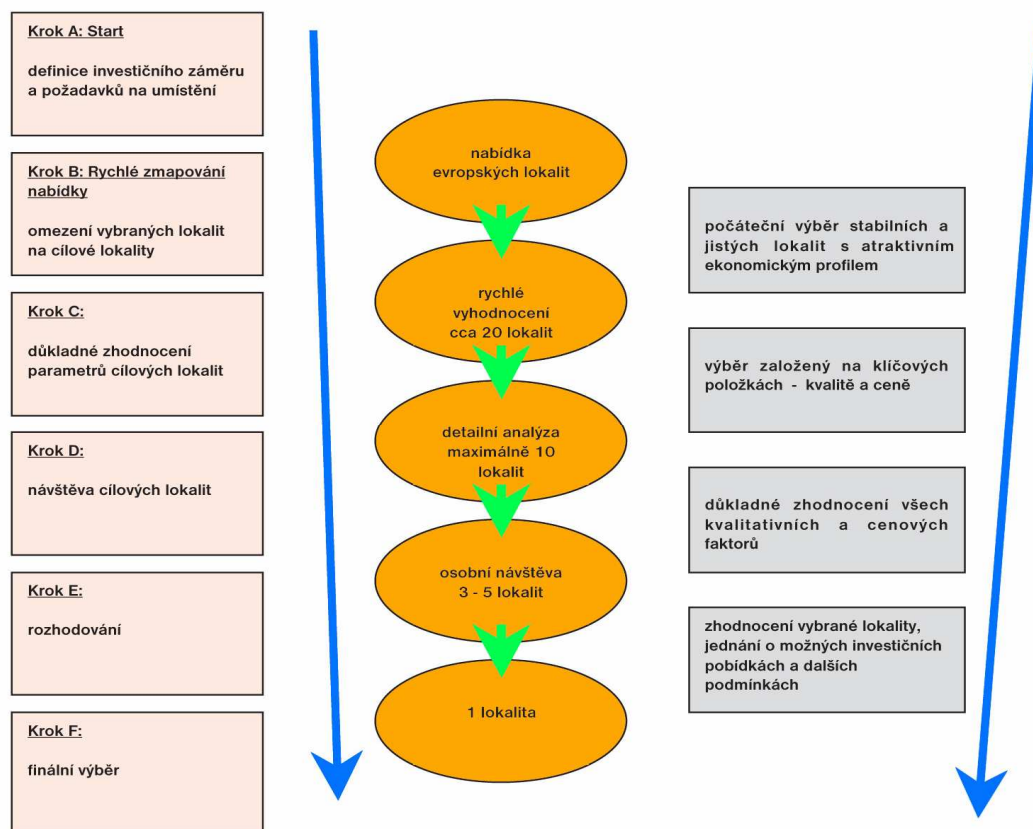 Krok A: Start
definice investičního záměru
a požadavků na umístění
Krok B: Rychlé zmapování
nabídky
omezení vybraných lokalit
na cílové lokality
Krok C:
důkladné zhodnocení
parametrů cílových lokalit
Krok D:
návštěva cílových lokalit
Krok E:
rozhodování
Krok F:
finální výběr
nabídka
evropských lokalit
rychlé
vyhodnocení
cca 20 lokalit
detailní analýza
maximálně 10
lokalit
osobní návštěva
3 - 5 lokalit
1 lokalita
počáteční výběr stabilních a
jistých lokalit s atraktivním
ekonomickým profilem
výběr založený na klíčových
položkách - kvalitě a ceně
důkladné zhodnocení všech
kvalitativních a cenových
faktorů
zhodnocení vybrané lokality,
jednání o možných investičních
pobídkách a dalších
podmínkách